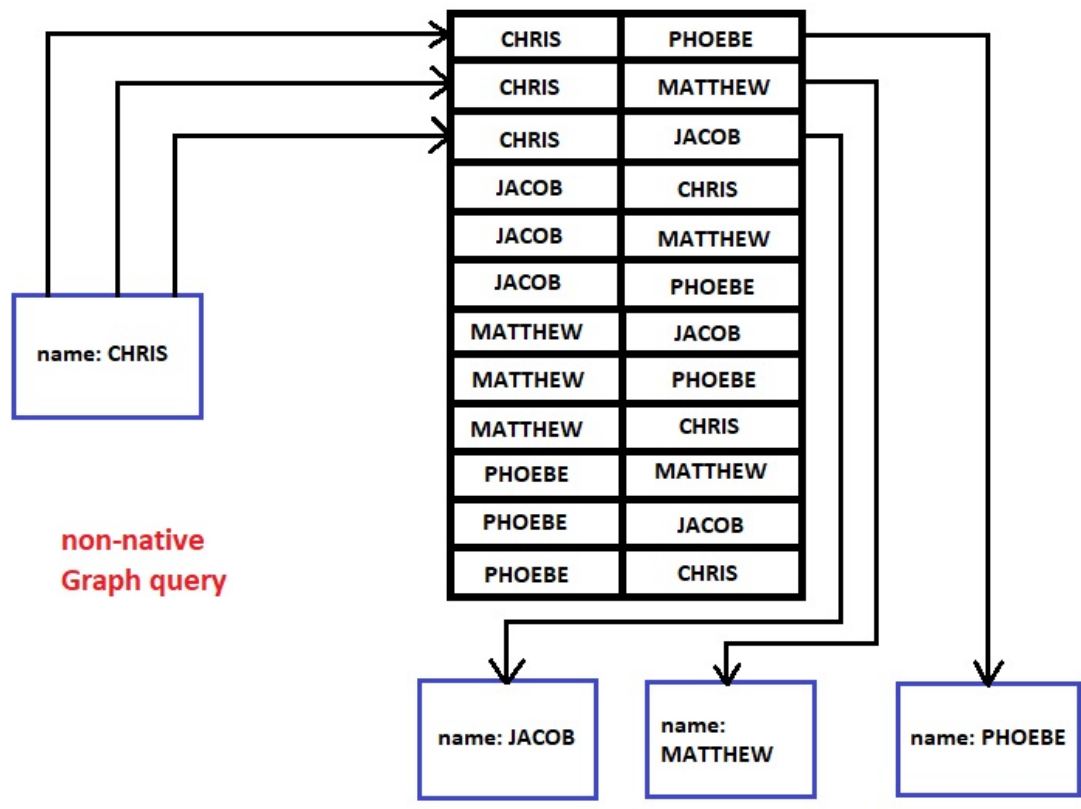 CHRIS PHOEBE
CHRIS MATTHEW
CHRIS JACOB
JACOB CHRIS
JACOB MATTHEW
JACOB PHOEBE
MATTHEW JACOB
MATTHEW PHOEBE
MATTHEW CHRIS
PHOEBE MATTHEW
PHOEBE JACOB
PHOEBE CHRIS
name: CHRIS
non-native
Graph query
name: JACOB
name:
MATTHEW
name: PHOEBE